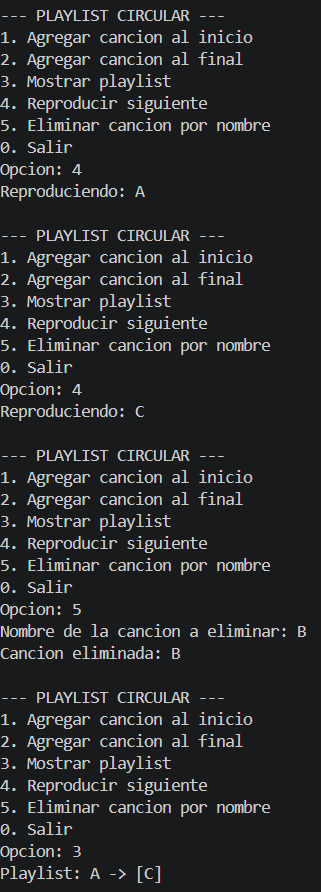 --- PLAYLIST CIRCULAR ---
1. Agregar cancion al inicio
2. Agregar cancion al final
3. Mostrar playlist
4. Reproducir siguiente
5. Eliminar cancion por nombre
0. Salir
Opcion: 4
Reproduciendo: A

--- PLAYLIST CIRCULAR ---
1. Agregar cancion al inicio
2. Agregar cancion al final
3. Mostrar playlist
4. Reproducir siguiente
5. Eliminar cancion por nombre
0. Salir
Opcion: 4
Reproduciendo: C

--- PLAYLIST CIRCULAR ---
1. Agregar cancion al inicio
2. Agregar cancion al final
3. Mostrar playlist
4. Reproducir siguiente
5. Eliminar cancion por nombre
0. Salir
Opcion: 5
Nombre de la cancion a eliminar: B
Cancion eliminada: B

--- PLAYLIST CIRCULAR ---
1. Agregar cancion al inicio
2. Agregar cancion al final
3. Mostrar playlist
4. Reproducir siguiente
5. Eliminar cancion por nombre
0. Salir
Opcion: 3
Playlist: A -> [C]